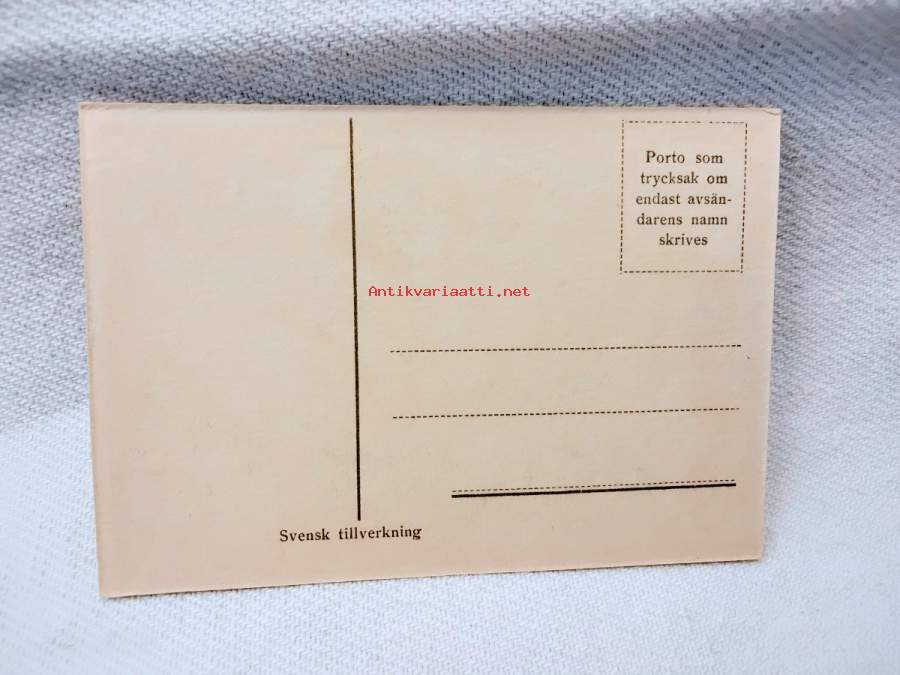 Porto som
trycksak om
endast avsän-
darens namn
skrives
Antikvariaatti.net
Svensk tillverkning